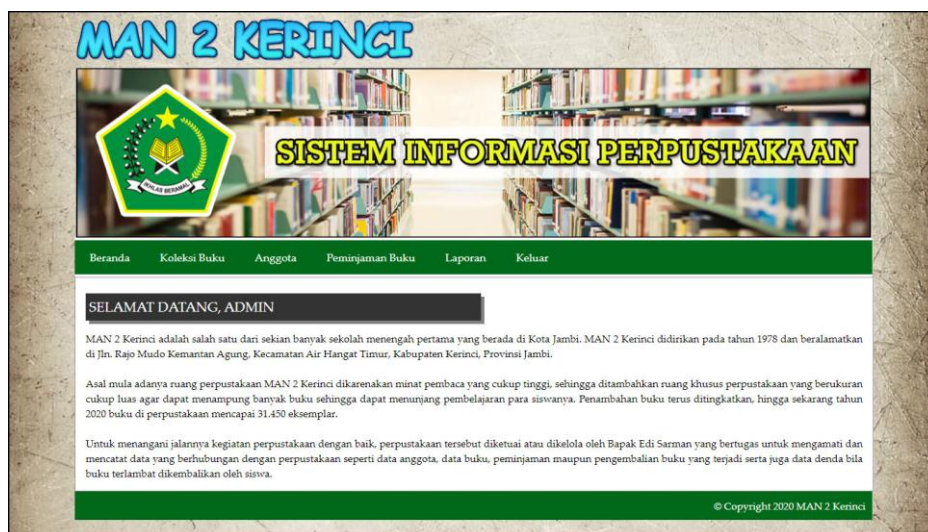 MAN 2 KERINCI
SISTEM INFORMASI PERPUSTAKAAN
IKHLAS BERAMAL
Beranda Koleksi Buku Anggota Peminjaman Buku Laporan Keluar
SELAMAT DATANG, ADMIN
MAN 2 Kerinci adalah salah satu dari sekian banyak sekolah menengah pertama yang berada di Kota Jambi. MAN 2 Kerinci didirikan pada tahun 1978 dan beralamatkan
di Jln. Rajo Mudo Kemantan Agung, Kecamatan Air Hangat Timur, Kabupaten Kerinci, Provinsi Jambi.
Asal mula adanya ruang perpustakaan MAN 2 Kerinci dikarenakan minat pembaca yang cukup tinggi, sehingga ditambahkan ruang khusus perpustakaan yang berukuran
cukup luas agar dapat menampung banyak buku sehingga dapat menunjang pembelajaran para siswanya. Penambahan buku terus ditingkatkan, hingga sekarang tahun
2020 buku di perpustakaan mencapai 31.450 eksemplar.
Untuk menangani jalannya kegiatan perpustakaan dengan baik, perpustakaan tersebut diketuai atau dikelola oleh Bapak Edi Sarman yang bertugas untuk mengamati dan
mencatat data yang berhubungan dengan perpustakaan seperti data anggota, data buku, peminjaman maupun pengembalian buku yang terjadi serta juga data denda bila
buku terlambat dikembalikan oleh siswa.
© Copyright 2020 MAN 2 Kerinci